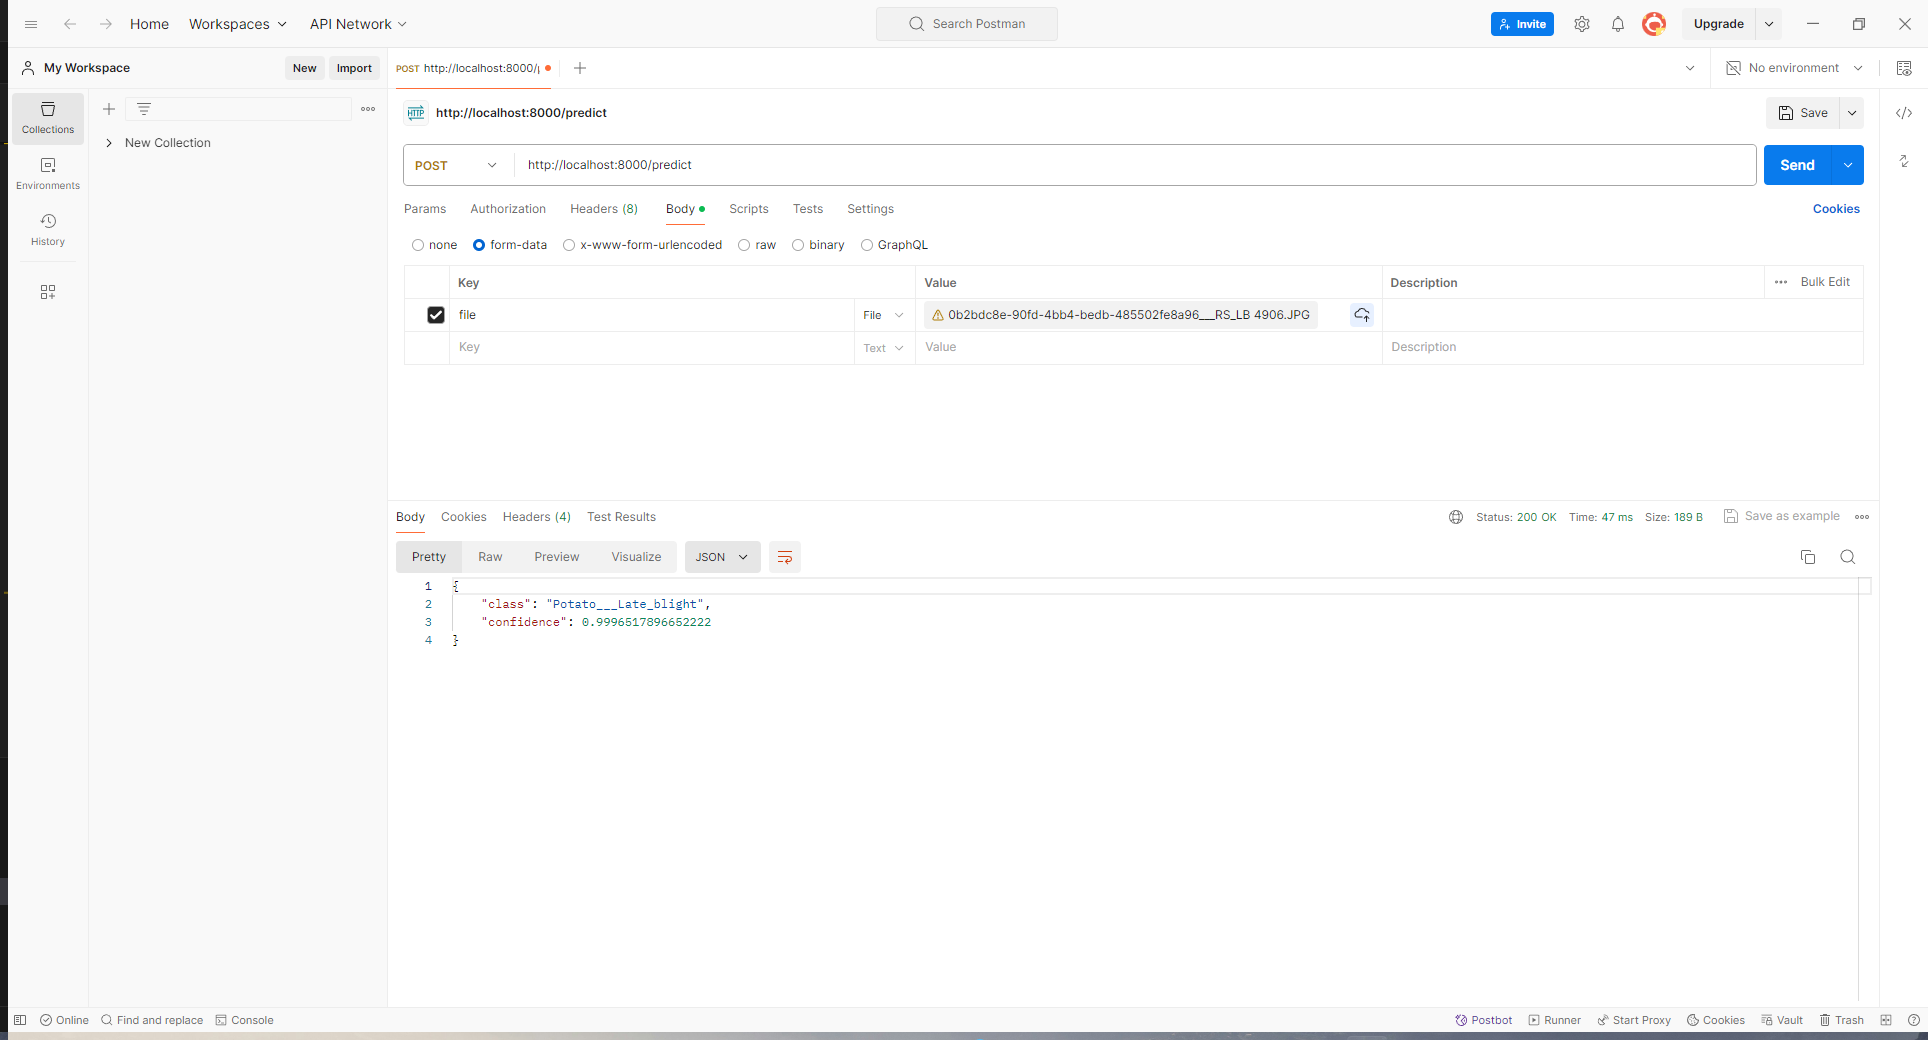 Home Workspaces API Network Search Postman Invite Upgrade
My Workspace New Import POST http://localhost:8000/p No environment
Collections
New Collection
Environments
History
HTTP http://localhost:8000/predict Save
POST http://localhost:8000/predict Send
Params Authorization Headers (8) Body Scripts Tests Settings Cookies
none form-data x-www-form-urlencoded raw binary GraphQL
Key Value Description Bulk Edit
file File 0b2bdc8e-90fd-4bb4-bedb-485502fe8a96___RS_LB 4906.JPG
Key Text Value Description
Body Cookies Headers (4) Test Results Status: 200 OK Time: 47 ms Size: 189 B Save as example
Pretty Raw Preview Visualize JSON
1 {
2 "class": "Potato___Late_blight",
3 "confidence": 0.9996517896652222
4 }
Online Find and replace Console Postbot Runner Start Proxy Cookies Vault Trash